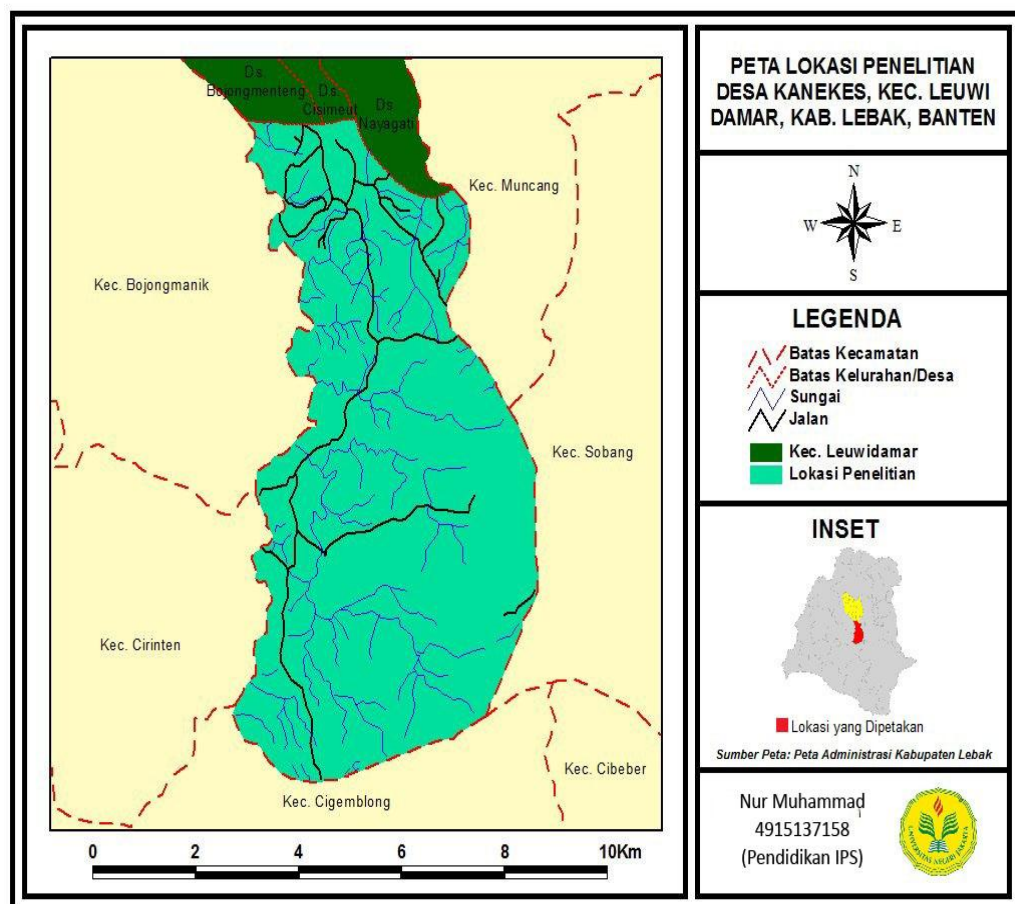 PETA LOKASI PENELITIAN
DESA KANEKES, KEC. LEUWI
DAMAR, KAB. LEBAK, BANTEN
Ds.
Bojongmenteng
Ds.
Cisimeut
Ds.
Nayagati
Kec. Muncang
Kec. Bojongmanik
Kec. Sobang
Kec. Cirinten
Kec. Cibeber
Kec. Cigemblong
0 2 4 6 8 10Km
N
W E
S
LEGENDA
Batas Kecamatan
Batas Kelurahan/Desa
Sungai
Jalan
Kec. Leuwidamar
Lokasi Penelitian
INSET
Lokasi yang Dipetakan
Sumber Peta: Peta Administrasi Kabupaten Lebak
Nur Muhammad
4915137158
(Pendidikan IPS)
UNIVERSITAS NEGERI JAKARTA